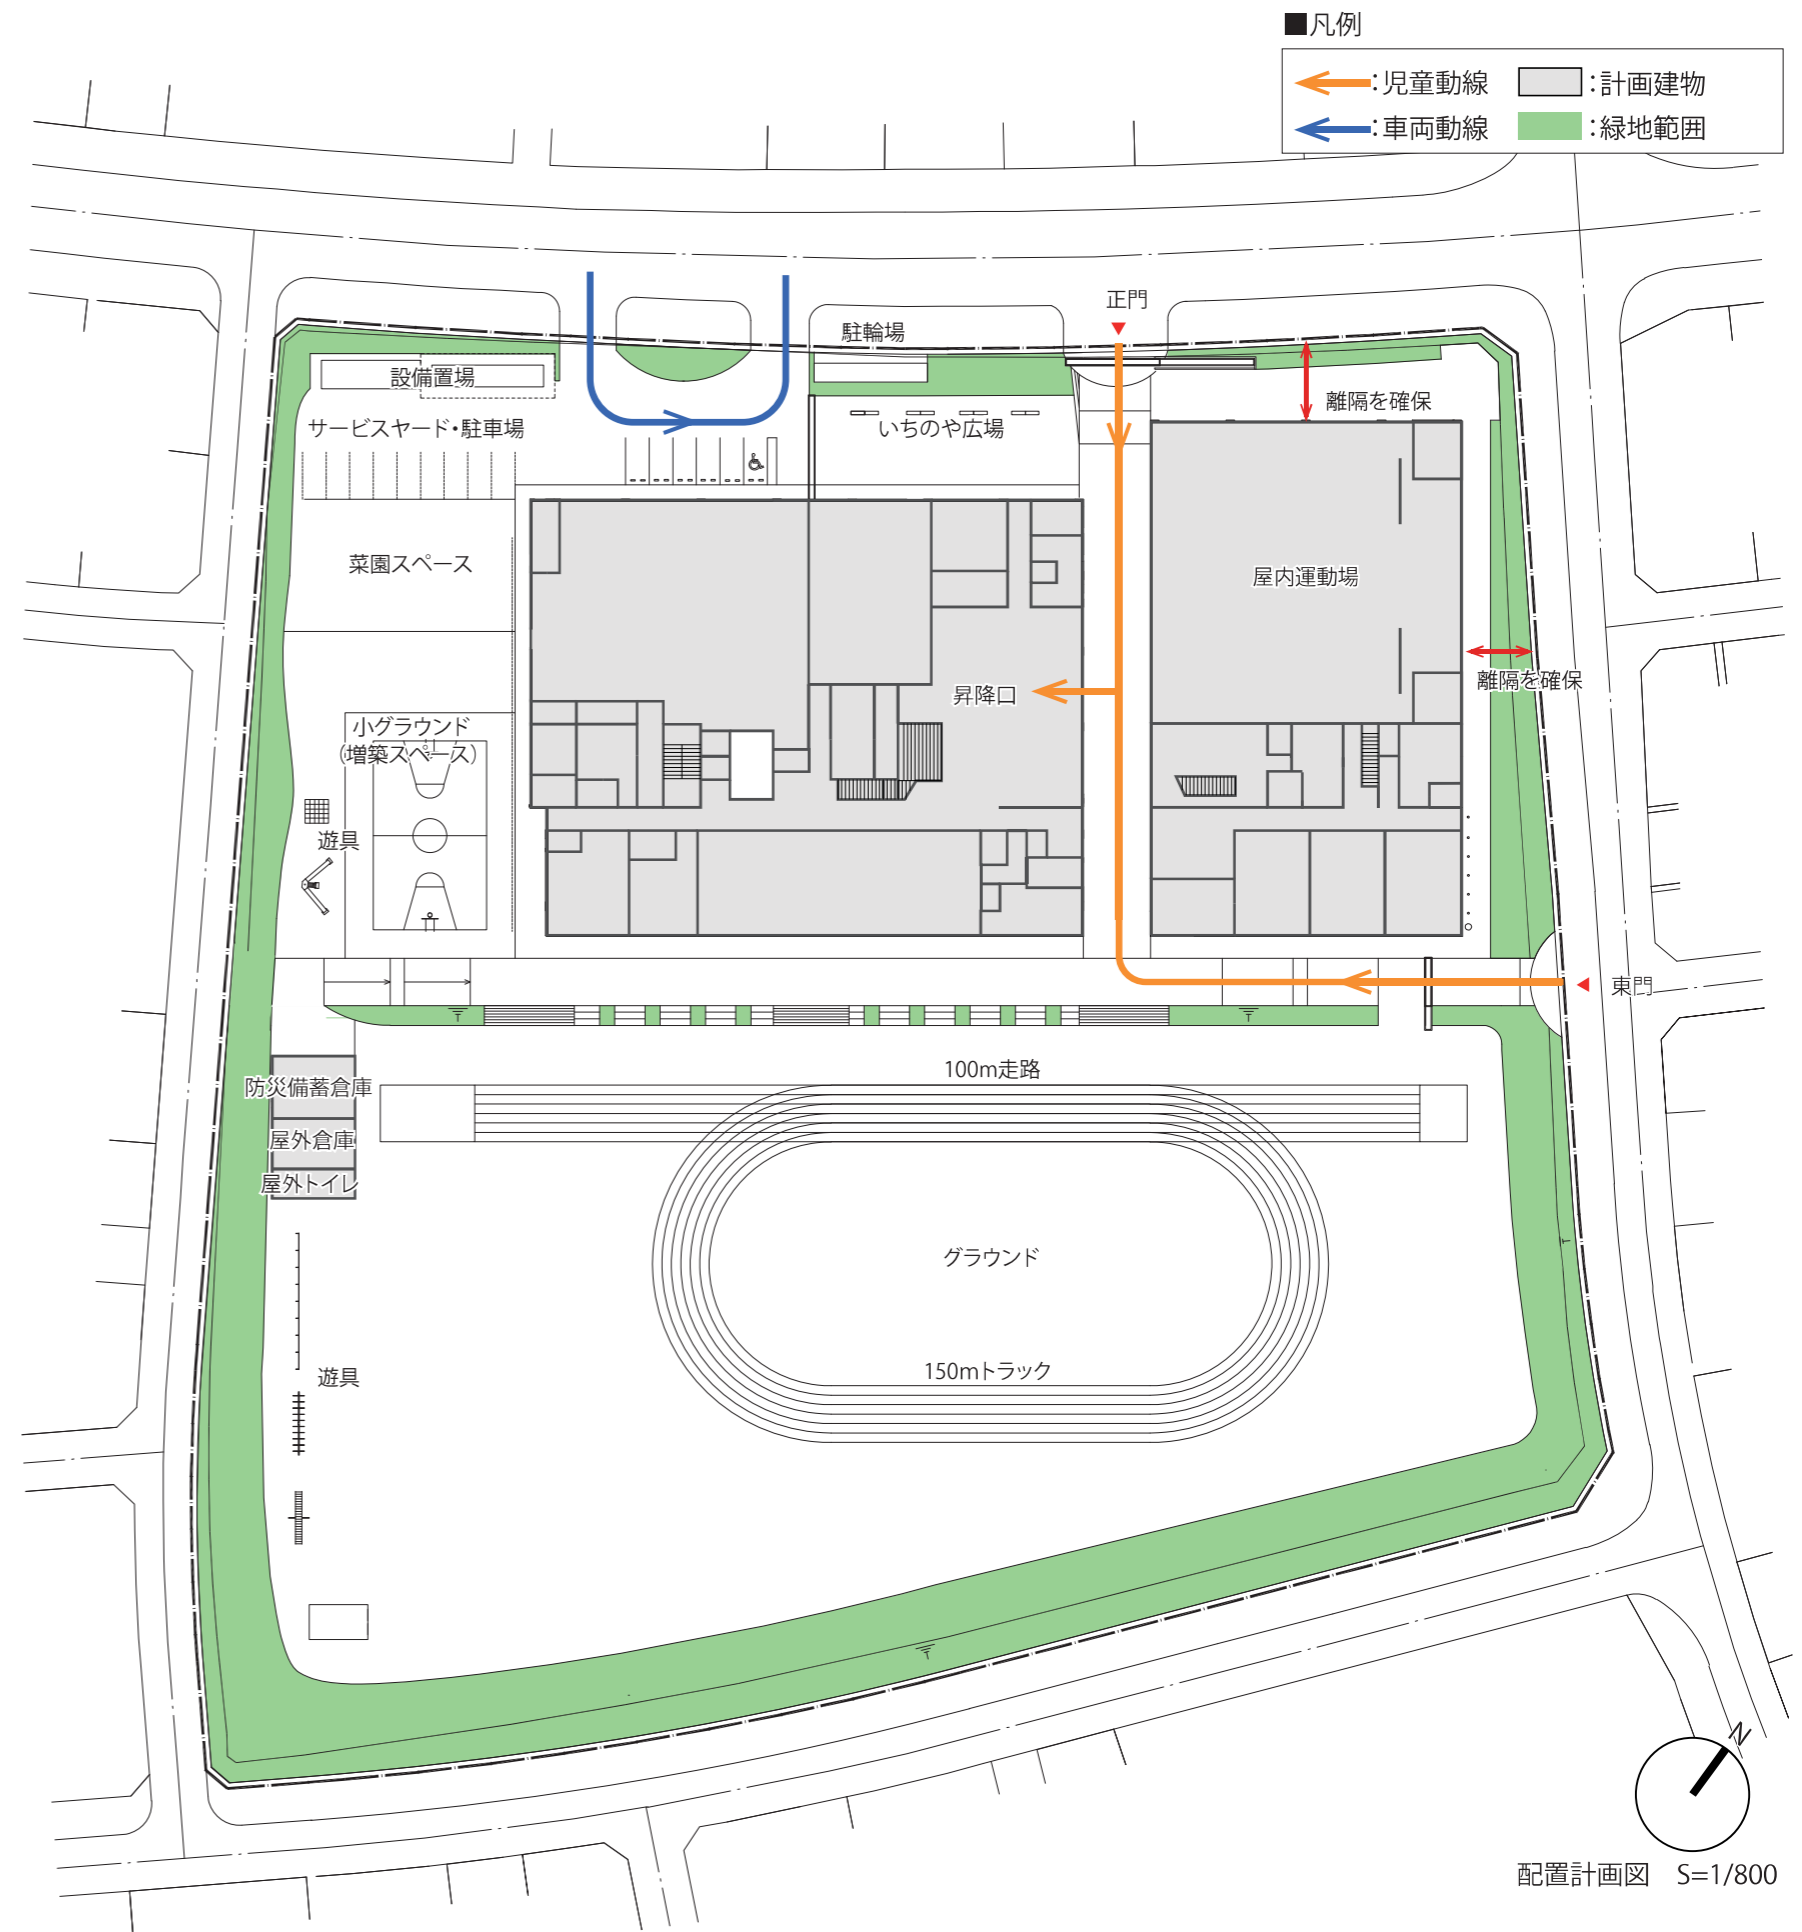 ■凡例
:児童動線
:計画建物
:車両動線
:緑地範囲
正門
駐輪場
設備置場
離隔を確保
サービスヤード・駐車場
いちのや広場
菜園スペース
屋内運動場
離隔を確保
昇降口
小グラウンド
(増築スペース)
遊具
東門
100m走路
防災備蓄倉庫
屋外倉庫
屋外トイレ
グラウンド
150mトラック
遊具
N
配置計画図 S=1/800